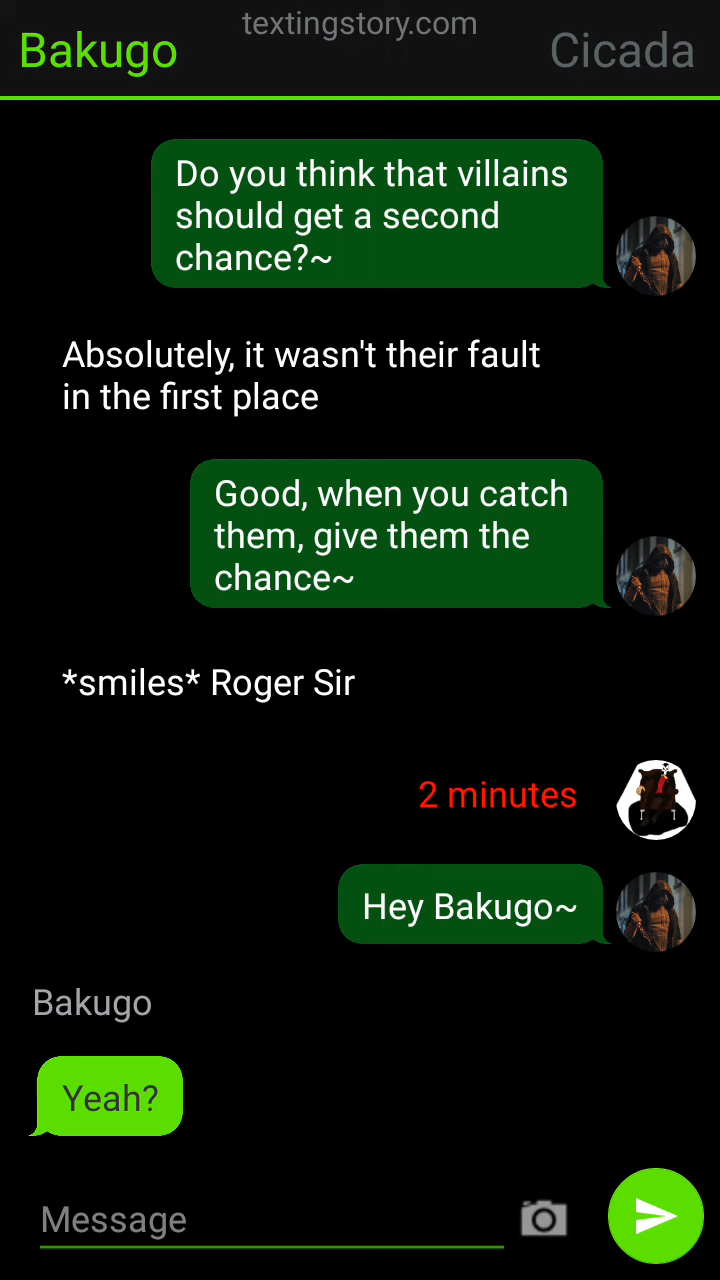 textingstory.com
Bakugo
Cicada
Do you think that villains
should get a second
chance?~
Absolutely, it wasn't their fault
in the first place
Good, when you catch
them, give them the
chance~
*smiles* Roger Sir
2 minutes
Hey Bakugo~
Bakugo
Yeah?
Message